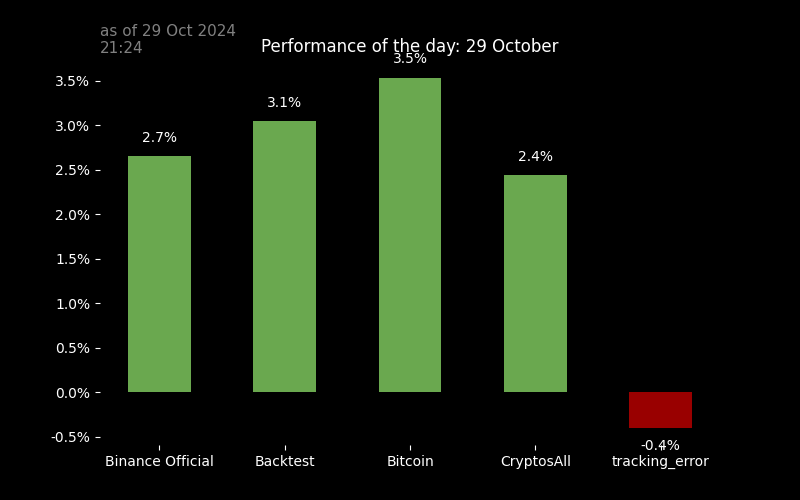 as of 29 Oct 2024
21:24
Performance of the day: 29 October
3.5%
3.0%
2.5%
2.0%
1.5%
1.0%
0.5%
0.0%
-0.5%
2.7%
3.1%
3.5%
2.4%
-0.4%
Binance Official
Backtest
Bitcoin
CryptosAll
tracking_error